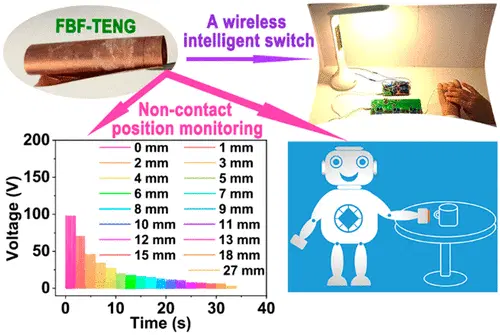 FBF-TENG
A wireless
intelligent switch
Non-contact
position monitoring
200
150
100
50
0
Voltage (V)
0 mm
1 mm
2 mm
3 mm
4 mm
5 mm
6 mm
7 mm
8 mm
9 mm
10 mm
11 mm
12 mm
13 mm
15 mm
18 mm
27 mm
0
10
20
30
40
Time (s)